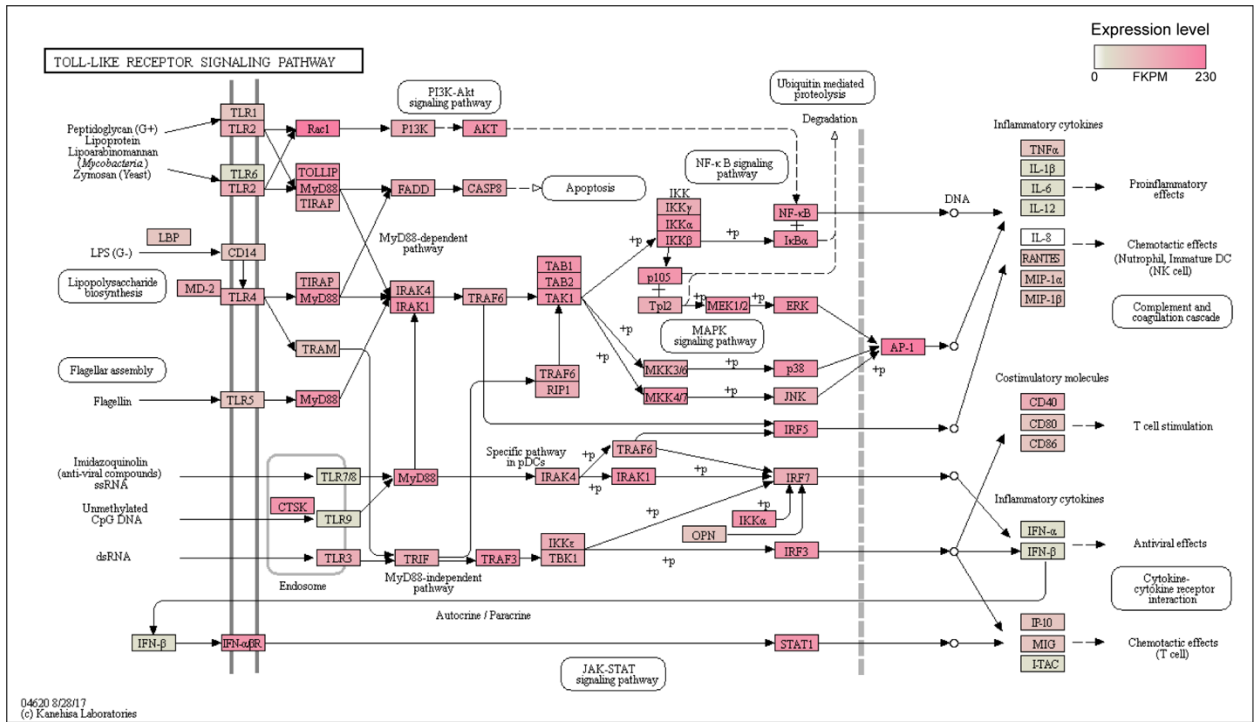 Expression level
0 FKPM 230
TOLL-LIKE RECEPTOR SIGNALING PATHWAY
PI3K-Akt
signaling pathway
Ubiquitin mediated
proteolysis
Degradation
TLR1
TLR2
Rac1
P13K
AKT
Peptidoglycan (G+)
Lipoprotein
Lipoarabinomannan
(Mycobacteria)
Zymosan (Yeast)
TLR6
TLR2
TOLLIP
MyD88
TIRAP
FADD
CASP8
Apoptosis
NF-κ B signaling
pathway
IKK
IKKγ
IKKα
IKKβ
+p
+p
NF-κB
+
IκBα
DNA
Inflammatory cytokines
TNFα
IL-1β
IL-6
IL-12
Proinflammatory
effects
IL-8
RANTES
MIP-1α
MIP-1β
Chemotactic effects
(Nutrophil, Immature DC)
(NK cell)
Complement and
coagulation cascade
LBP
LPS (G-)
CD14
MyD88-dependent
pathway
Lipopolysaccharide
biosynthesis
MD-2
TLR4
TIRAP
MyD88
IRAK4
IRAK1
TRAF6
TAB1
TAB2
TAK1
p105
+
Tpl2
+p
MEK1/2
+p
ERK
MAPK
signaling pathway
AP-1
+p
TRAM
TRAF6
RIP1
+p
+p
MKK3/6
+p
p38
MKK4/7
+p
JNK
Flagellar assembly
Flagellin
TLR5
MyD88
IRF5
Costimulatory molecules
CD40
CD80
CD86
T cell stimulation
Imidazoquinolin
(anti-viral compounds)
ssRNA
TLR7/8
MyD88
Specific pathway
in pDCs
IRAK4
+p
+p
TRAF6
IRAK1
+p
IRF7
Unmethylated
CpG DNA
CTSK
TLR9
IKKα
OPN
+p
dsRNA
TLR3
TRIF
TRAF3
IKKε
TBK1
+p
IRF3
Endosome
MyD88-independent
pathway
Inflammatory cytokines
IFN-α
IFN-β
Antiviral effects
Cytokine-
cytokine receptor
interaction
Autocrine / Paracrine
IFN-β
IFN-αβR
STAT1
IP-10
MIG
I-TAC
Chemotactic effects
(T cell)
JAK-STAT
signaling pathway
04620 8/28/17
(c) Kanehisa Laboratories